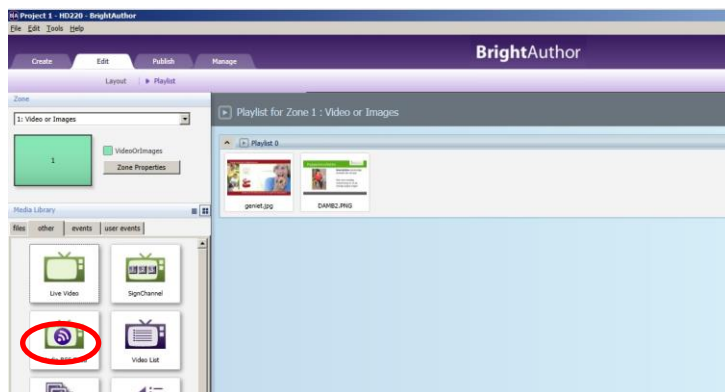 Project 1 - HD220 - BrightAuthor
File Edit Tools Help
Create Edit Publish Manage
BrightAuthor
Layout Playlist
Zone
1: Video or Images
Playlist for Zone 1 : Video or Images
1
VideoOrImages
Zone Properties
Playlist 0
geniet.jpg DAMB2.PNG
Media Library
files other events user events
Live Video SignChannel
Video List